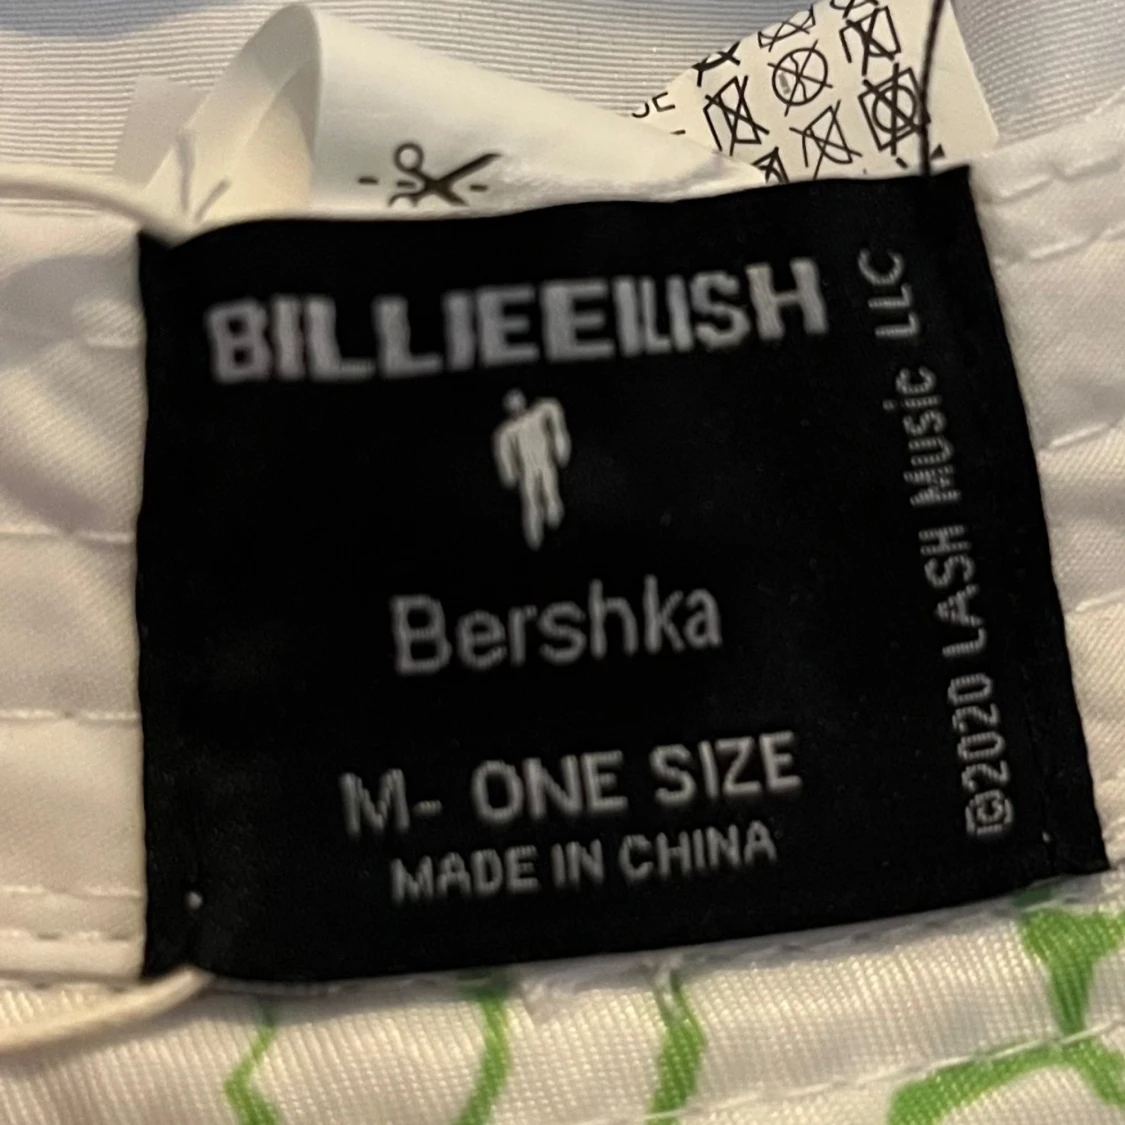 BILLIEEILISH
Bershka
M- ONE SIZE
MADE IN CHINA
©2020 LASH Music LLC